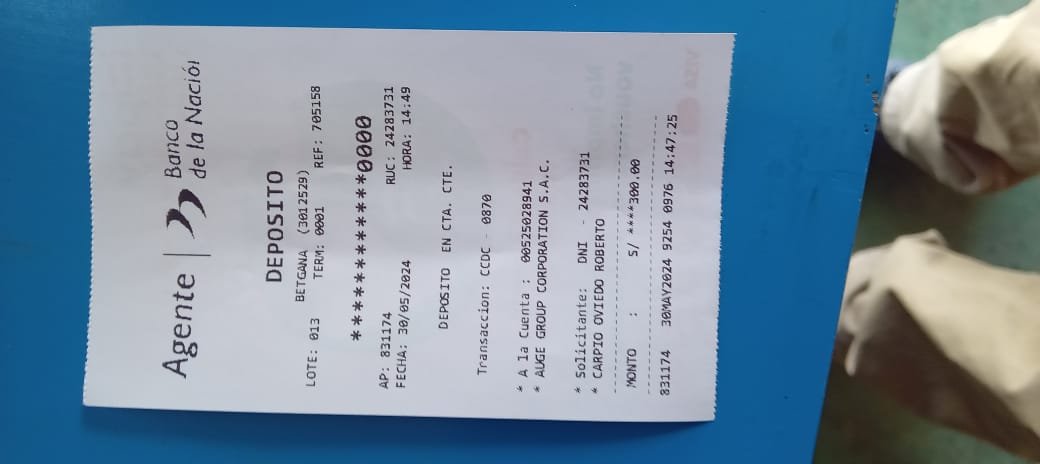 Agente | Banco
de la Nación
DEPOSITO
BETGANA (3012529)
LOTE: 013 TERM: 0001 REF: 705158
************0000
AP: 831174 RUC: 24283731
FECHA: 30/05/2024 HORA: 14:49
DEPOSITO EN CTA. CTE.
Transaccion: CCDC - 0870
* A la Cuenta : 00525028941
* AUGE GROUP CORPORATION S.A.C.
* Solicitante: DNI - 24283731
* CARPIO OVIEDO ROBERTO
MONTO : S/ ****300.00
831174 30MAY2024 9254 0976 14:47:25